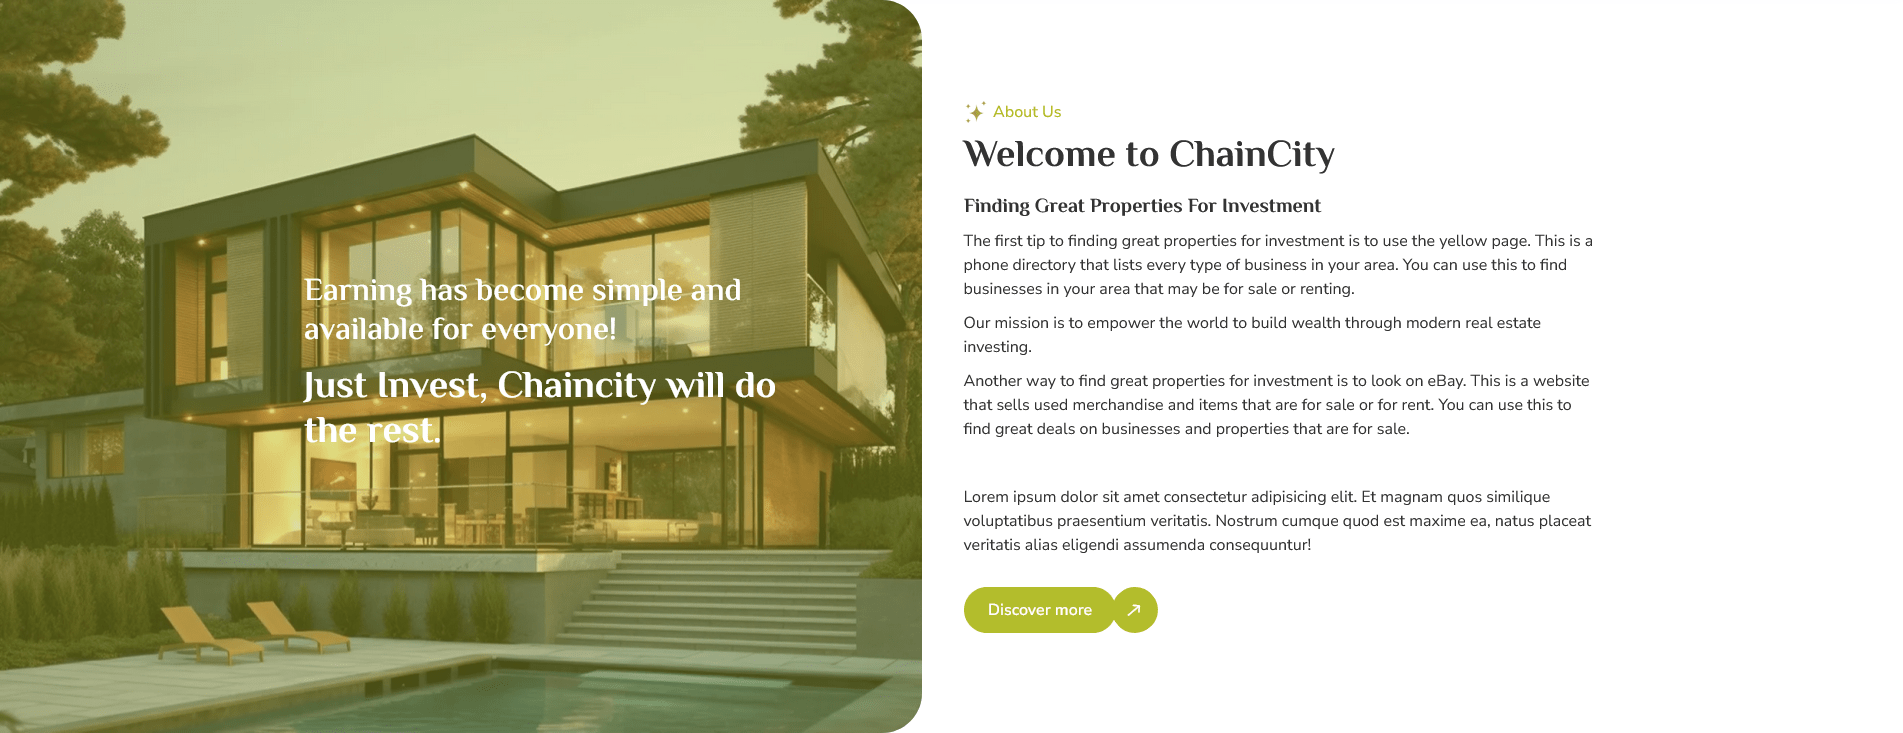 Earning has become simple and
available for everyone!
Just Invest, Chaincity will do
the rest.
About Us
Welcome to ChainCity
Finding Great Properties For Investment
The first tip to finding great properties for investment is to use the yellow page. This is a
phone directory that lists every type of business in your area. You can use this to find
businesses in your area that may be for sale or renting.
Our mission is to empower the world to build wealth through modern real estate
investing.
Another way to find great properties for investment is to look on eBay. This is a website
that sells used merchandise and items that are for sale or for rent. You can use this to
find great deals on businesses and properties that are for sale.
Lorem ipsum dolor sit amet consectetur adipisicing elit. Et magnam quos similique
voluptatibus praesentium veritatis. Nostrum cumque quod est maxime ea, natus placeat
veritatis alias eligendi assumenda consequuntur!
Discover more